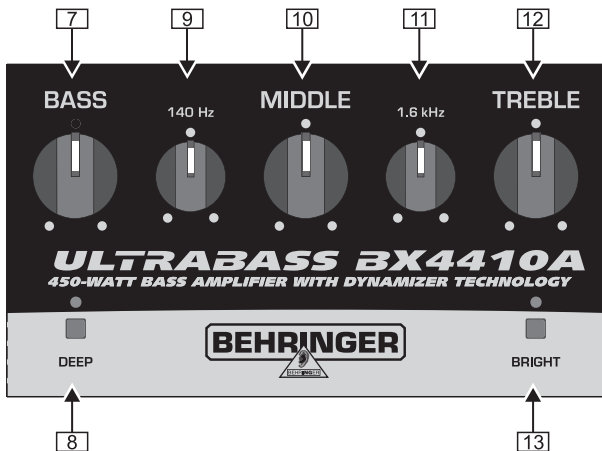 7 9 10 11 12
BASS 140 Hz MIDDLE 1.6 kHz TREBLE
ULTRABASS BX4410A
450-WATT BASS AMPLIFIER WITH DYNAMIZER TECHNOLOGY
BEHRINGER
BEHRINGER
DEEP BRIGHT
8 13